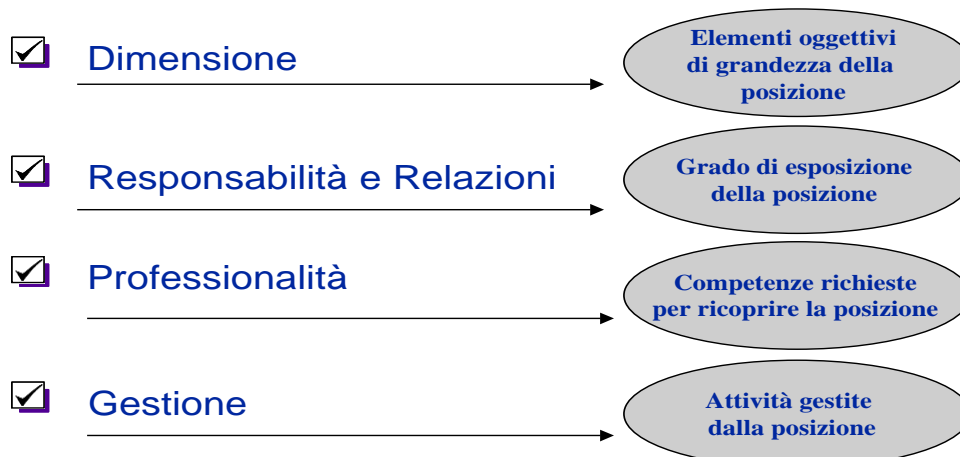 Dimensione
Elementi oggettivi
di grandezza della
posizione
Responsabilità e Relazioni
Grado di esposizione
della posizione
Professionalità
Competenze richieste
per ricoprire la posizione
Gestione
Attività gestite
dalla posizione